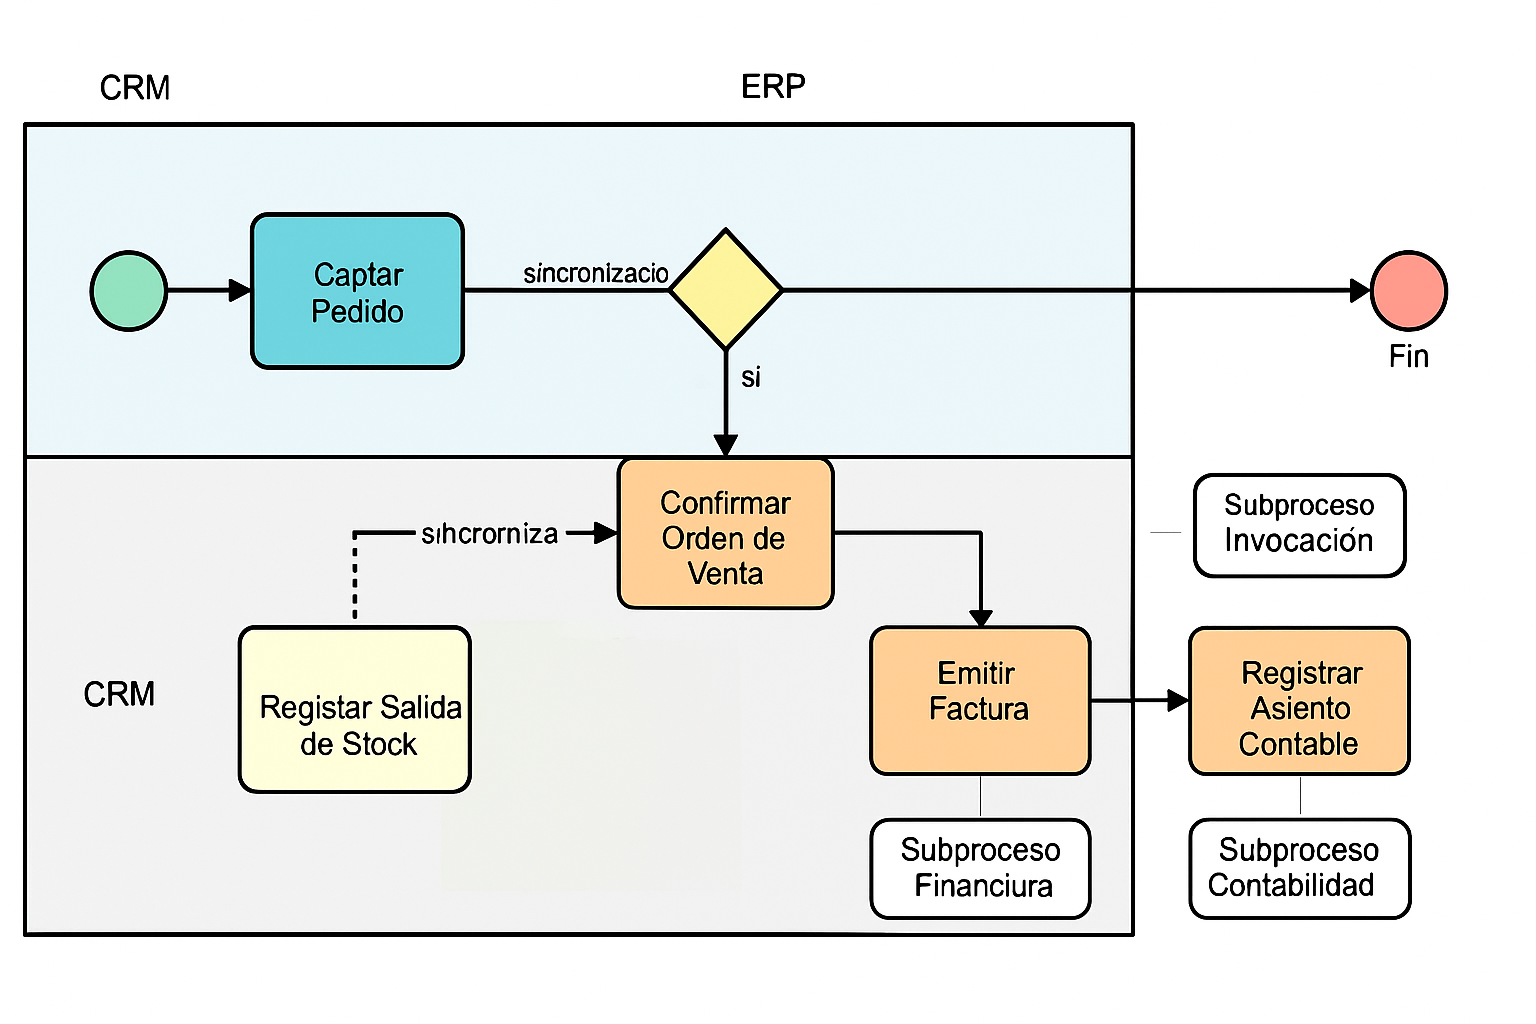 CRM
ERP
Captar
Pedido
sincronizacio
si
Fin
Confirmar
Orden de
Venta
sihcrorniza
Subproceso
Invocación
CRM
Registar Salida
de Stock
Emitir
Factura
Registrar
Asiento
Contable
Subproceso
Financiura
Subproceso
Contabilidad